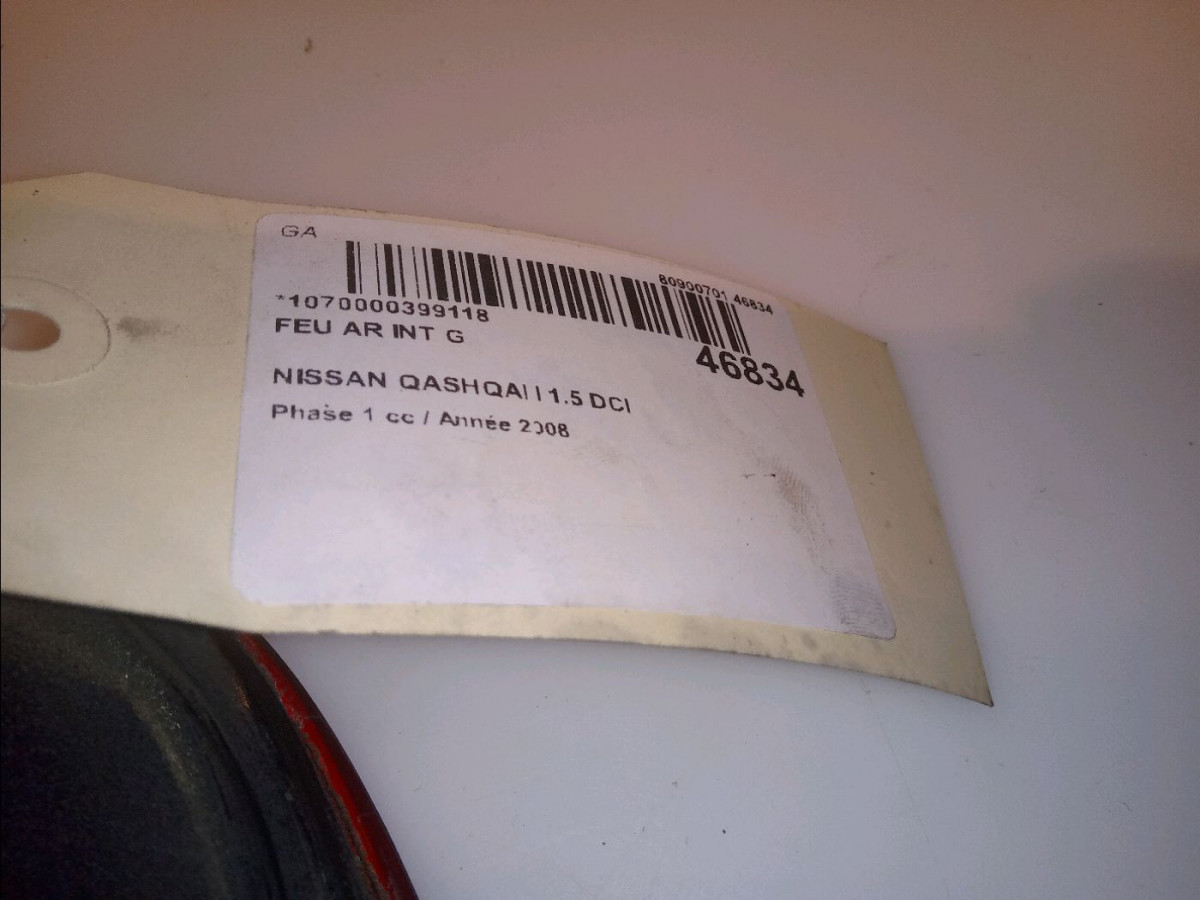 GA
80900701 46834
*1070000399118
46834
FEU AR INT G
NISSAN QASHQAI I 1.5 DCI
Phase 1 cc / Année 2008